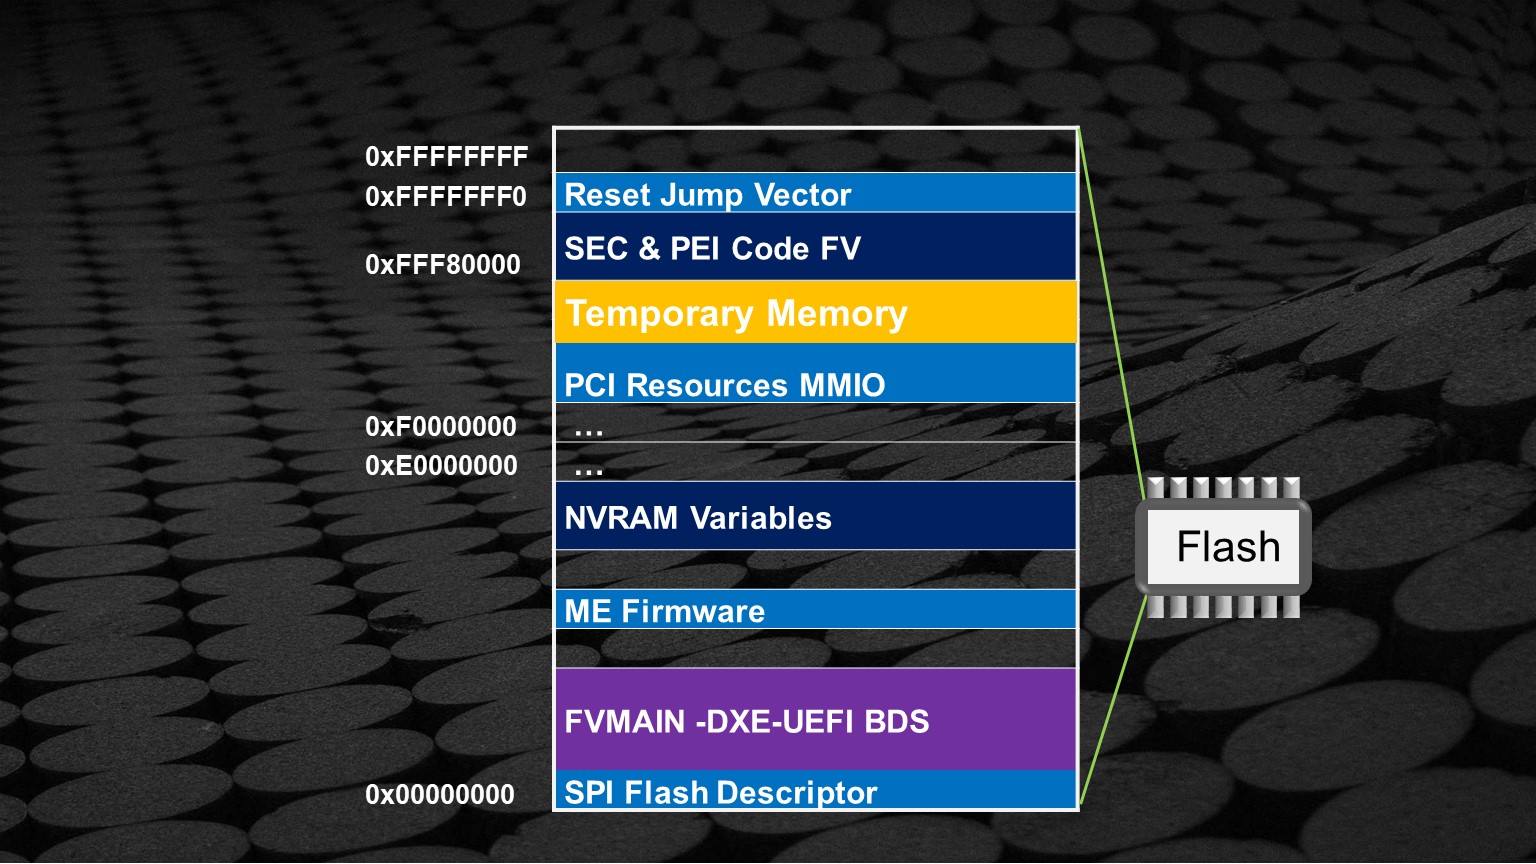 0xFFFFFFFF
0xFFFFFFF0
Reset Jump Vector
SEC & PEI Code FV
0xFFF80000
Temporary Memory
PCI Resources MMIO
0xF0000000
...
0xE0000000
...
NVRAM Variables
Flash
ME Firmware
FVMAIN -DXE-UEFI BDS
0x00000000
SPI Flash Descriptor